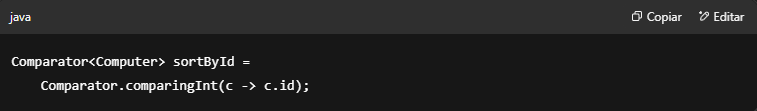 java
Copiar
Editar
Comparator<Computer> sortById =
    Comparator.comparingInt(c -> c.id);